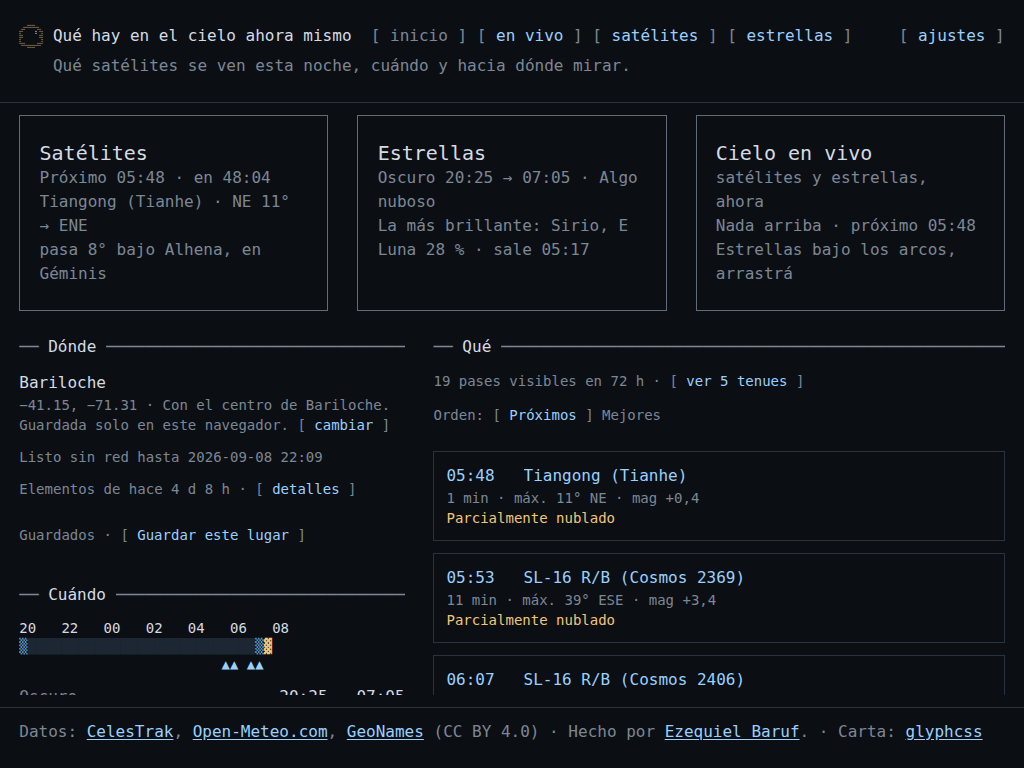 Qué hay en el cielo ahora mismo [ inicio ] [ en vivo ] [ satélites ] [ estrellas ] [ ajustes ]
Qué satélites se ven esta noche, cuándo y hacia dónde mirar.
Satélites
Próximo 05:48 · en 48:04
Tiangong (Tianhe) · NE 11°
→ ENE
pasa 8° bajo Alhena, en
Géminis
Estrellas
Oscuro 20:25 → 07:05 · Algo
nuboso
La más brillante: Sirio, E
Luna 28 % · sale 05:17
Cielo en vivo
satélites y estrellas,
ahora
Nada arriba · próximo 05:48
Estrellas bajo los arcos,
arrastrá
Dónde
Bariloche
−41.15, −71.31 · Con el centro de Bariloche.
Guardada solo en este navegador. [ cambiar ]
Listo sin red hasta 2026-09-08 22:09
Elementos de hace 4 d 8 h · [ detalles ]
Guardados · [ Guardar este lugar ]
Cuándo
20 22 00 02 04 06 08
▲▲ ▲▲
Oscuro 20:25 – 07:05
Qué
19 pases visibles en 72 h · [ ver 5 tenues ]
Orden: [ Próximos ] Mejores
05:48 Tiangong (Tianhe)
1 min · máx. 11° NE · mag +0,4
Parcialmente nublado
05:53 SL-16 R/B (Cosmos 2369)
11 min · máx. 39° ESE · mag +3,4
Parcialmente nublado
06:07 SL-16 R/B (Cosmos 2406)
Datos: CelesTrak, Open-Meteo.com, GeoNames (CC BY 4.0) · Hecho por Ezequiel Baruf. · Carta: glyphcss